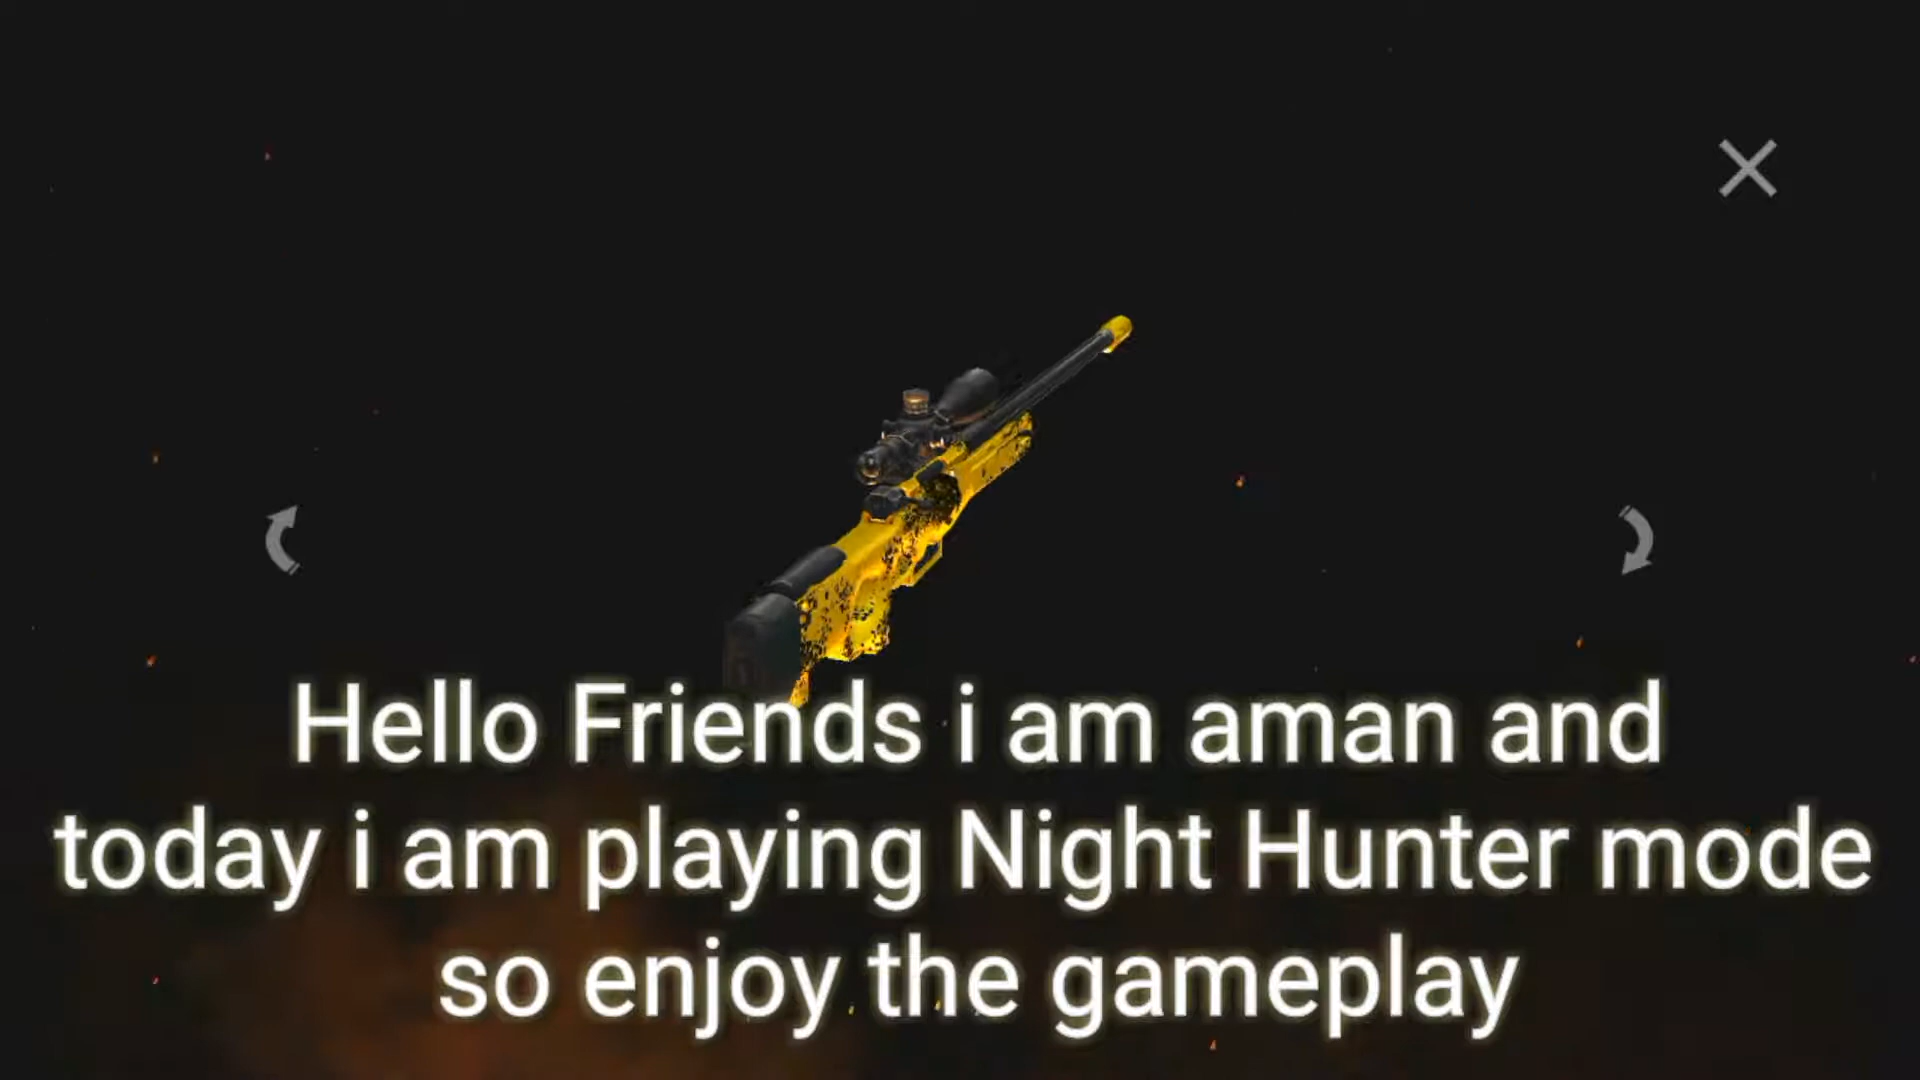 Hello Friends i am aman and
today i am playing Night Hunter mode
so enjoy the gameplay